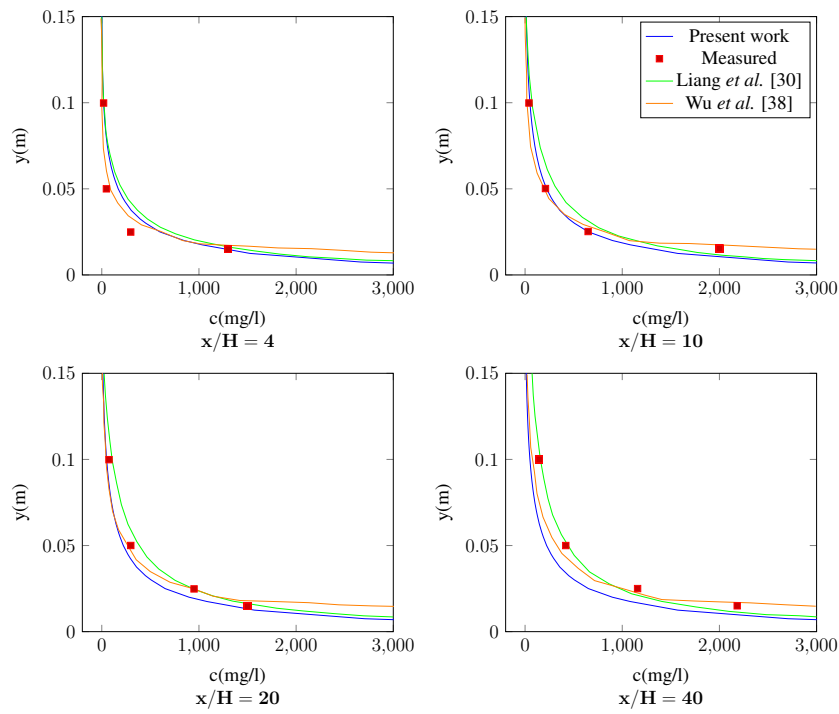 0.15
0.1
0.05
0
y(m)
0 1,000 2,000 3,000
c(mg/l)
x/H = 4
0.15
0.1
0.05
0
y(m)
0 1,000 2,000 3,000
c(mg/l)
x/H = 10
Present work
Measured
Liang et al. [30]
Wu et al. [38]
0.15
0.1
0.05
0
y(m)
0 1,000 2,000 3,000
c(mg/l)
x/H = 20
0.15
0.1
0.05
0
y(m)
0 1,000 2,000 3,000
c(mg/l)
x/H = 40